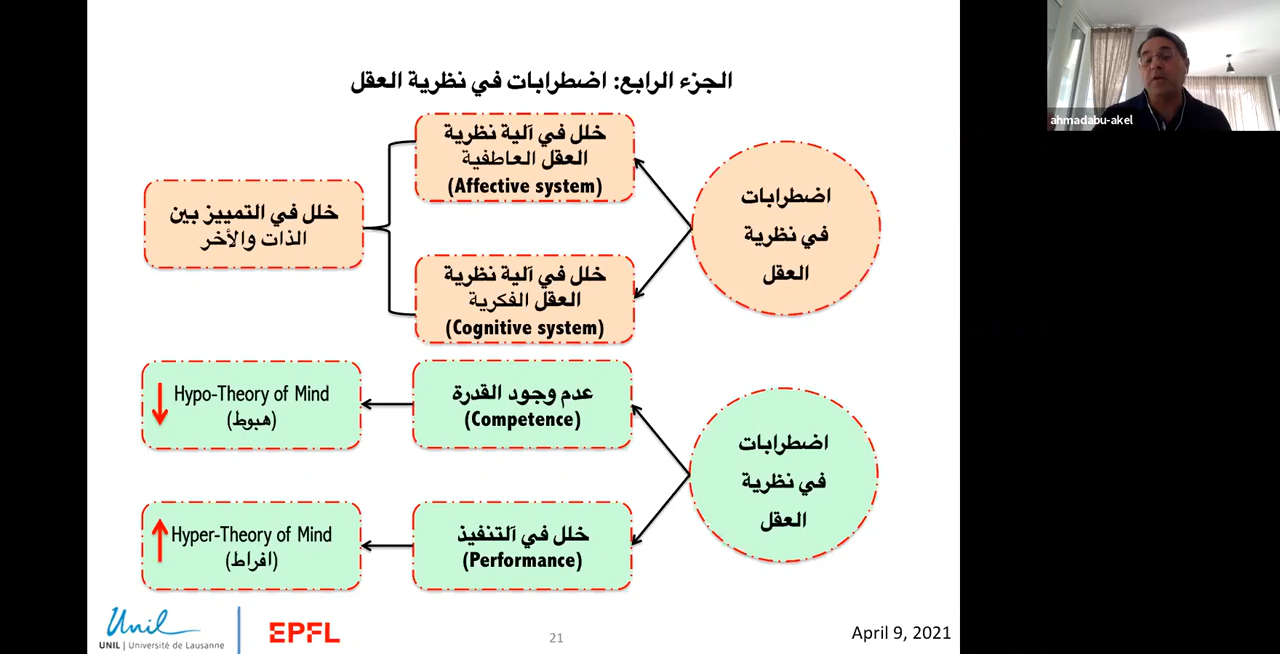 الجزء الرابع: اضطرابات في نظرية العقل
اضطرابات
في نظرية
العقل
خلل في آلية نظرية
العقل العاطفية
(Affective system)
خلل في آلية نظرية
العقل الفكرية
(Cognitive system)
خلل في التمييز بين
الذات والأخر
اضطرابات
في نظرية
العقل
عدم وجود القدرة
(Competence)
Hypo-Theory of Mind
(هبوط)
خلل في آلتنفيذ
(Performance)
Hyper-Theory of Mind
(افراط)
Unil
UNIL | Université de Lausanne
EPFL
21
April 9, 2021
ahmadabu-akel